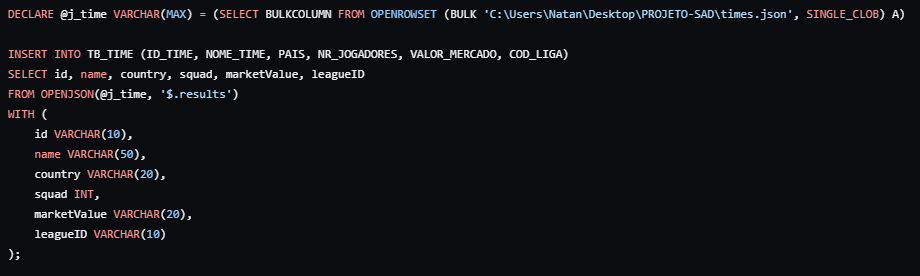 DECLARE @j_time VARCHAR(MAX) = (SELECT BULKCOLUMN FROM OPENROWSET (BULK 'C:\Users\Natan\Desktop\PROJETO-SAD\times.json', SINGLE_CLOB) A)

INSERT INTO TB_TIME (ID_TIME, NOME_TIME, PAIS, NR_JOGADORES, VALOR_MERCADO, COD_LIGA)
SELECT id, name, country, squad, marketValue, leagueID
FROM OPENJSON(@j_time, '$.results')
WITH (
    id VARCHAR(10),
    name VARCHAR(50),
    country VARCHAR(20),
    squad INT,
    marketValue VARCHAR(20),
    leagueID VARCHAR(10)
);